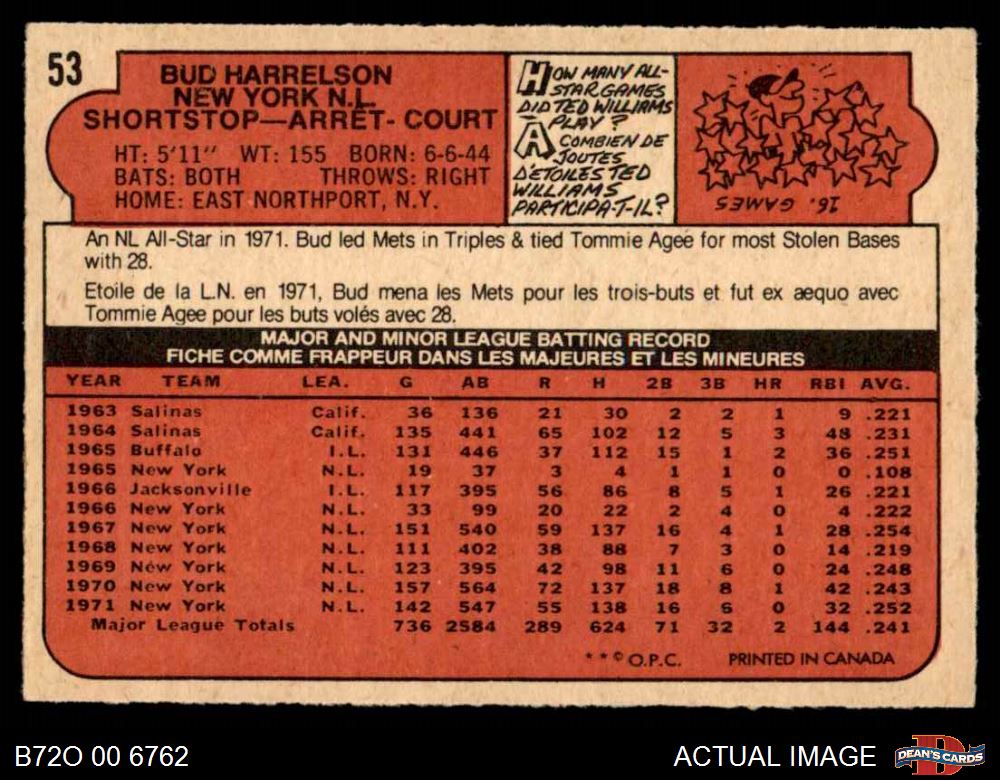 53
BUD HARRELSON
NEW YORK N.L.
SHORTSTOP—ARRÊT- COURT
HT: 5'11" WT: 155 BORN: 6-6-44
BATS: BOTH THROWS: RIGHT
HOME: EAST NORTHPORT, N.Y.
HOW MANY ALL-
STAR GAMES
DID TED WILLIAMS
PLAY?
A COMBIEN DE
JOUTES
D'ETOILES TED
WILLIAMS
PARTICIPA-T-IL?
16. GAMES
An NL All-Star in 1971. Bud led Mets in Triples & tied Tommie Agee for most Stolen Bases
with 28.
Etoile de la L.N. en 1971, Bud mena les Mets pour les trois-buts et fut ex aequo avec
Tommie Agee pour les buts volés avec 28.
MAJOR AND MINOR LEAGUE BATTING RECORD
FICHE COMME FRAPPEUR DANS LES MAJEURES ET LES MINEURES
YEAR TEAM LEA. G AB R H 2B 3B HR RBI AVG.
1963 Salinas Calif. 36 136 21 30 2 2 1 9 .221
1964 Salinas Calif. 135 441 65 102 12 5 3 48 .231
1965 Buffalo I.L. 131 446 37 112 15 1 2 36 .251
1965 New York N.L. 19 37 3 4 1 1 0 0 .108
1966 Jacksonville I.L. 117 395 56 86 8 5 1 26 .221
1966 New York N.L. 33 99 20 22 2 4 0 4 .222
1967 New York N.L. 151 540 59 137 16 4 1 28 .254
1968 New York N.L. 111 402 38 88 7 3 0 14 .219
1969 New York N.L. 123 395 42 98 11 6 0 24 .248
1970 New York N.L. 157 564 72 137 18 8 1 42 .243
1971 New York N.L. 142 547 55 138 16 6 0 32 .252
Major League Totals 736 2584 289 624 71 32 2 144 .241
**© O.P.C. PRINTED IN CANADA
B72O 00 6762
ACTUAL IMAGE
DEAN'S CARDS